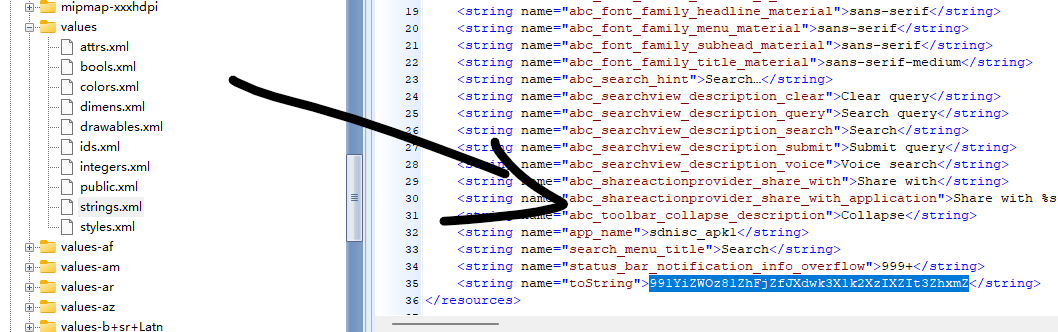 mipmap-xxxhdpi
values
attrs.xml
bools.xml
colors.xml
dimens.xml
drawables.xml
ids.xml
integers.xml
public.xml
strings.xml
styles.xml
values-af
values-am
values-ar
values-az
values-b+sr+Latn
19 <string name="abc_font_family_headline_material">sans-serif</string>
20 <string name="abc_font_family_menu_material">sans-serif</string>
21 <string name="abc_font_family_subhead_material">sans-serif</string>
22 <string name="abc_font_family_title_material">sans-serif-medium</string>
23 <string name="abc_search_hint">Search…</string>
24 <string name="abc_searchview_description_clear">Clear query</string>
25 <string name="abc_searchview_description_query">Search query</string>
26 <string name="abc_searchview_description_search">Search</string>
27 <string name="abc_searchview_description_submit">Submit query</string>
28 <string name="abc_searchview_description_voice">Voice search</string>
29 <string name="abc_shareactionprovider_share_with">Share with</string>
30 <string name="abc_shareactionprovider_share_with_application">Share with %s
31 <string name="abc_toolbar_collapse_description">Collapse</string>
32 <string name="app_name">sdnisc_apk1</string>
33 <string name="search_menu_title">Search</string>
34 <string name="status_bar_notification_info_overflow">999+</string>
35 <string name="toString">991YiZWOz81ZhFjZfJXdwk3X1k2XzIXZIt3ZhxmZ</string>
36 </resources>
37